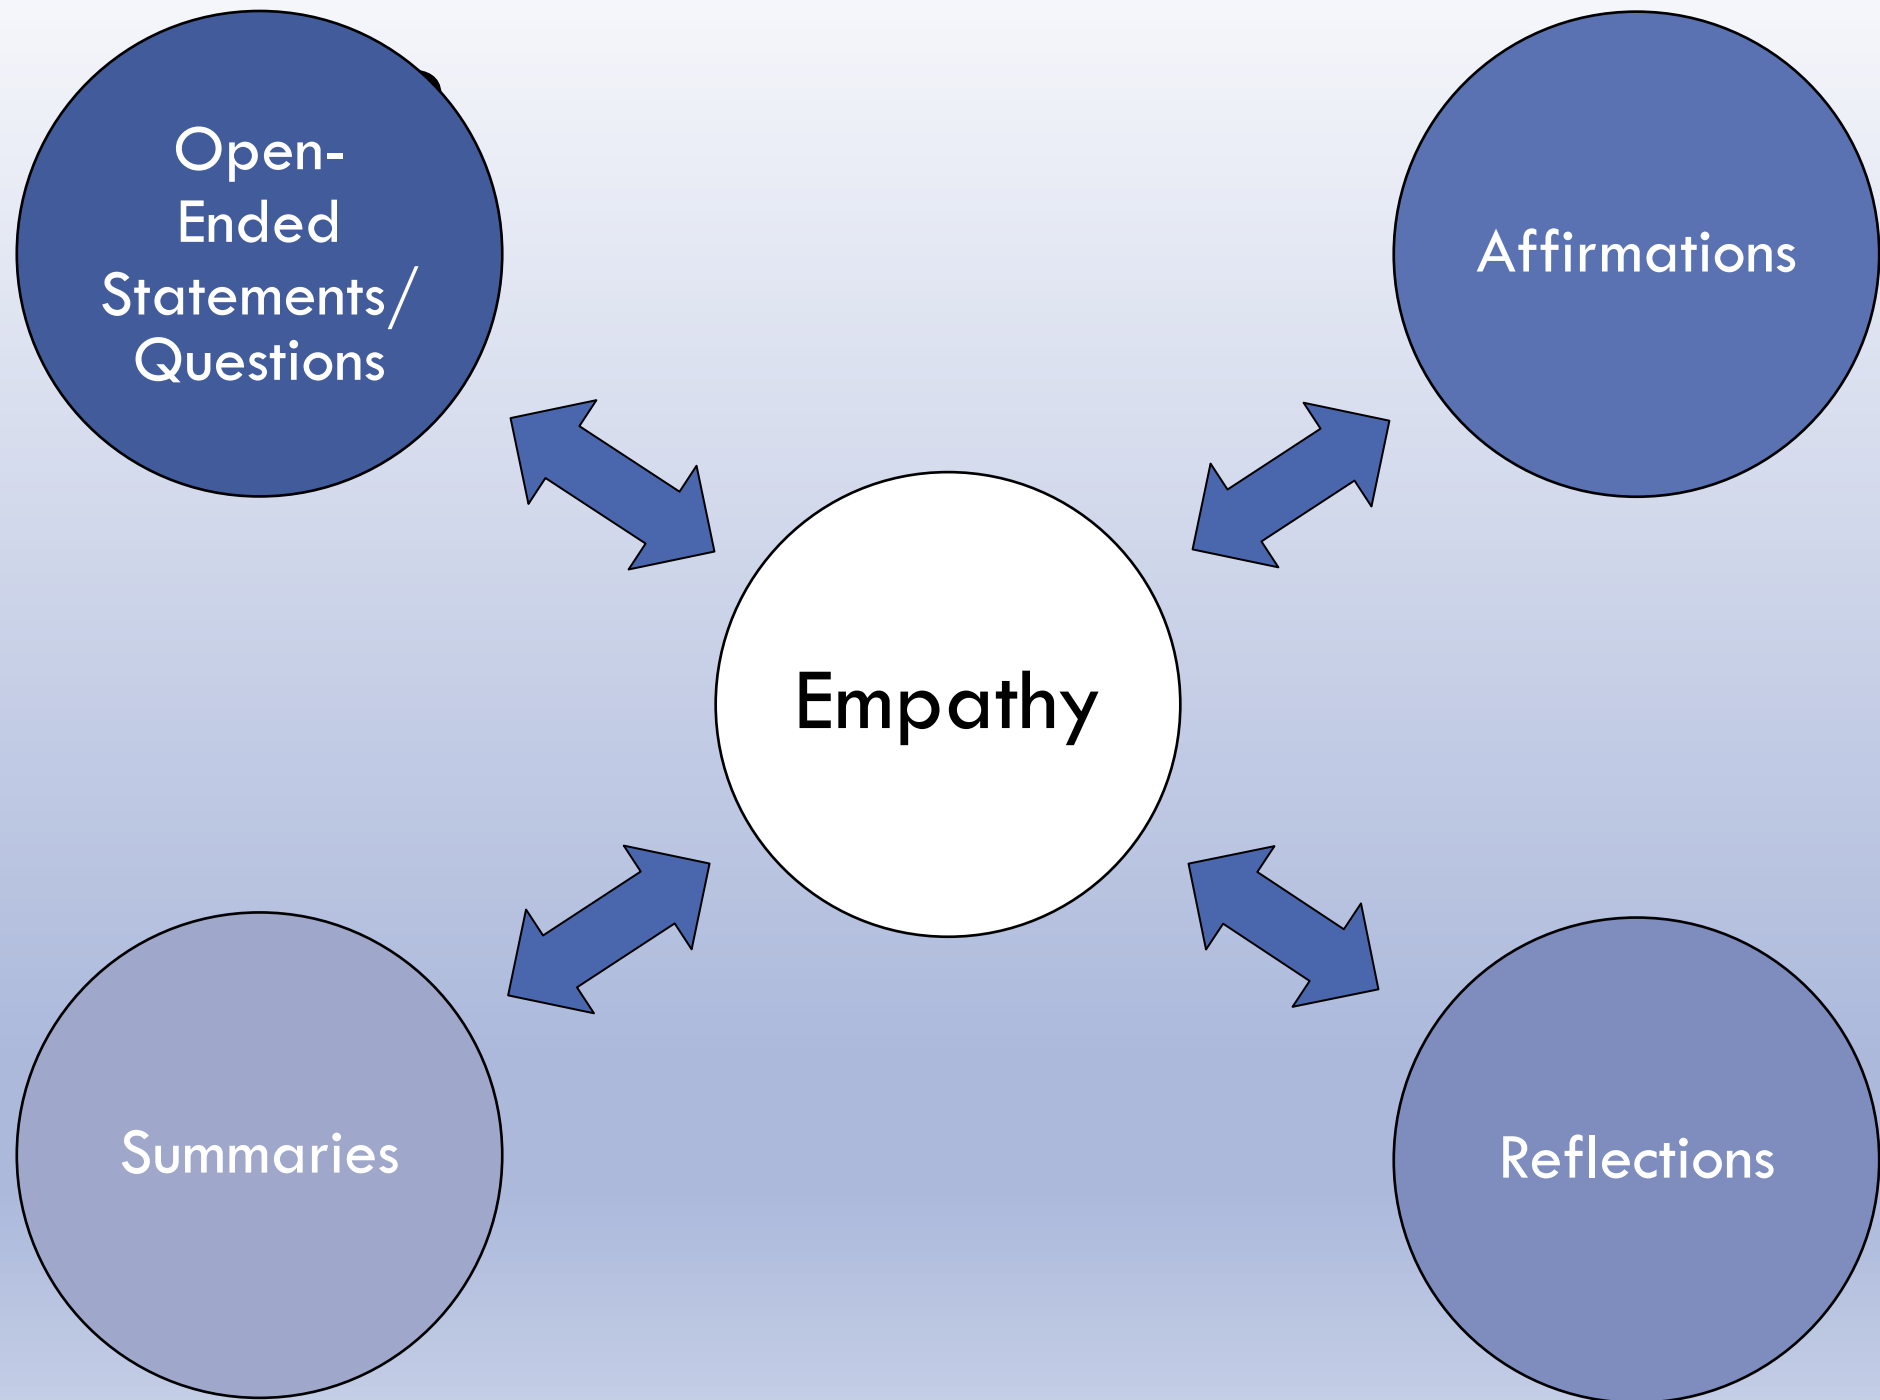 Open-
Ended
Statements/
Questions
Affirmations
Empathy
Summaries
Reflections